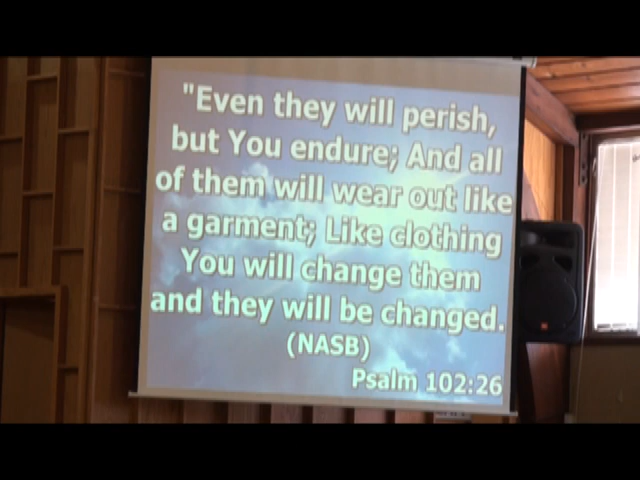 "Even they will perish,
but You endure; And all
of them will wear out like
a garment; Like clothing
You will change them
and they will be changed.
(NASB)
Psalm 102:26